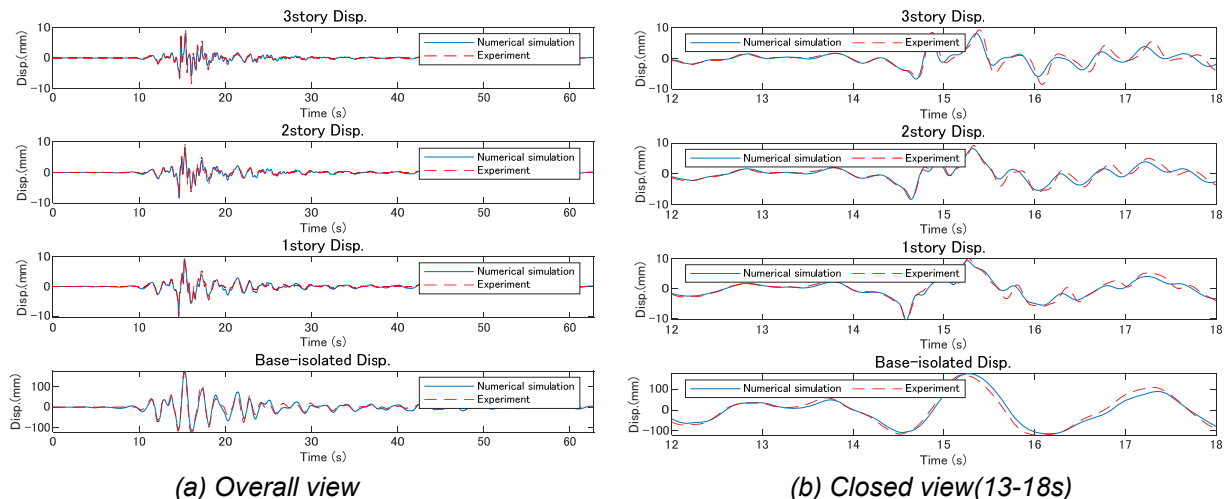 3story Disp.
10
0
-10
Disp.(mm)
Numerical simulation
Experiment
0 10 20 30 40 50 60
Time (s)
2story Disp.
10
0
-10
Disp.(mm)
Numerical simulation
Experiment
0 10 20 30 40 50 60
Time (s)
1story Disp.
10
0
-10
Disp.(mm)
Numerical simulation
Experiment
0 10 20 30 40 50 60
Time (s)
Base-isolated Disp.
100
0
-100
Disp.(mm)
Numerical simulation
Experiment
0 10 20 30 40 50 60
Time (s)
(a) Overall view
3story Disp.
10
0
-10
Disp.(mm)
Numerical simulation Experiment
12 13 14 15 16 17 18
Time (s)
2story Disp.
10
0
-10
Disp.(mm)
Numerical simulation Experiment
12 13 14 15 16 17 18
Time (s)
1story Disp.
10
0
-10
Disp.(mm)
Numerical simulation Experiment
12 13 14 15 16 17 18
Time (s)
Base-isolated Disp.
100
0
-100
Disp.(mm)
Numerical simulation Experiment
12 13 14 15 16 17 18
Time (s)
(b) Closed view(13-18s)